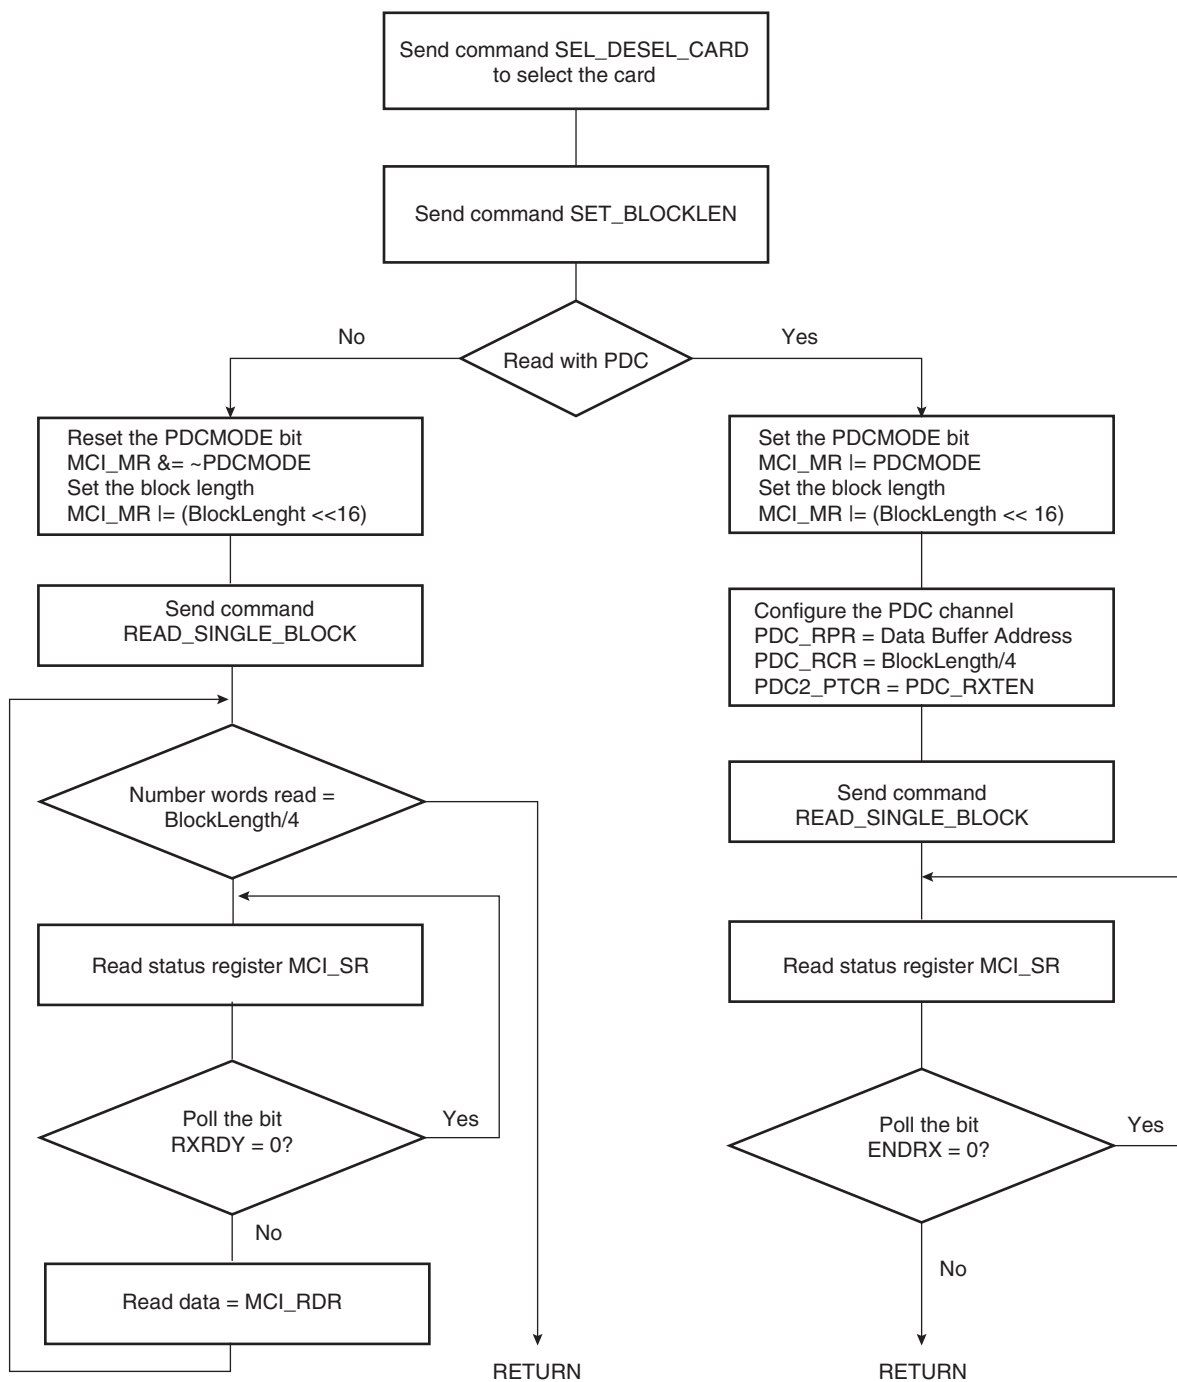 Send command SEL_DESEL_CARD
to select the card
Send command SET_BLOCKLEN
No
Yes
Read with PDC
Reset the PDCMODE bit
MCI_MR &= ~PDCMODE
Set the block length
MCI_MR |= (BlockLenght <<16)
Send command
READ_SINGLE_BLOCK
Number words read =
BlockLength/4
Read status register MCI_SR
Poll the bit
RXRDY = 0?
Yes
No
Read data = MCI_RDR
RETURN
Set the PDCMODE bit
MCI_MR |= PDCMODE
Set the block length
MCI_MR |= (BlockLength << 16)
Configure the PDC channel
PDC_RPR = Data Buffer Address
PDC_RCR = BlockLength/4
PDC2_PTCR = PDC_RXTEN
Send command
READ_SINGLE_BLOCK
Read status register MCI_SR
Poll the bit
ENDRX = 0?
Yes
No
RETURN